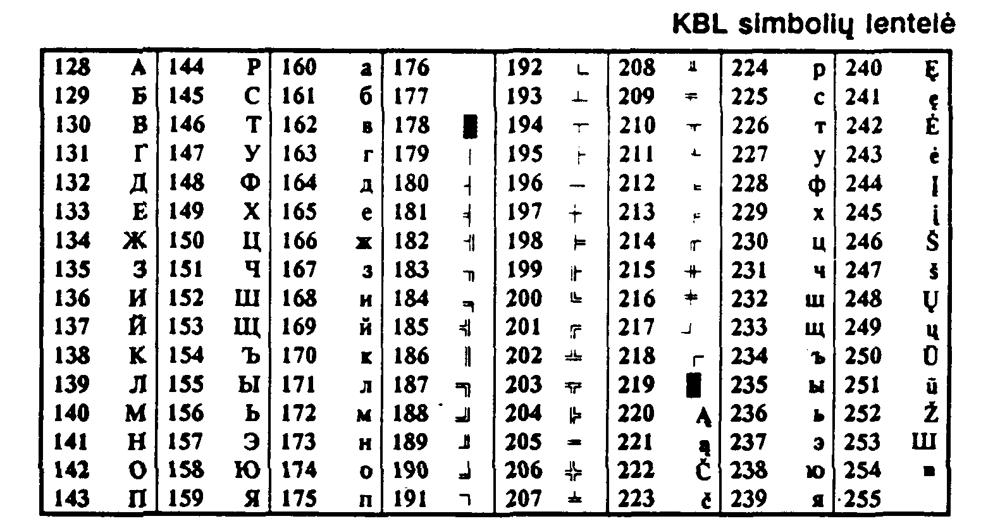 KBL simbolių lentelė
128 А 144 Р 160 а 176 192 └ 208 ╨ 224 р 240 Ę
129 Б 145 С 161 б 177 193 ┴ 209 ╤ 225 с 241 ę
130 В 146 Т 162 в 178 █ 194 ┬ 210 ╥ 226 т 242 Ė
131 Г 147 У 163 г 179 │ 195 ├ 211 ╙ 227 у 243 ė
132 Д 148 Ф 164 д 180 ┤ 196 ─ 212 ╘ 228 ф 244 Į
133 Е 149 Х 165 е 181 ╡ 197 ┼ 213 ╒ 229 х 245 į
134 Ж 150 Ц 166 ж 182 ╢ 198 ╞ 214 ╓ 230 ц 246 Š
135 З 151 Ч 167 з 183 ╖ 199 ╟ 215 ╫ 231 ч 247 š
136 И 152 Ш 168 и 184 ╕ 200 ╚ 216 ╪ 232 ш 248 Ų
137 Й 153 Щ 169 й 185 ╣ 201 ╔ 217 ┘ 233 щ 249 ų
138 К 154 Ъ 170 к 186 ║ 202 ╩ 218 ┌ 234 ъ 250 Ū
139 Л 155 Ы 171 л 187 ╗ 203 ╦ 219 █ 235 ы 251 ū
140 М 156 Ь 172 м 188 ╝ 204 ╠ 220 Ą 236 ь 252 Ž
141 Н 157 Э 173 н 189 ╜ 205 ═ 221 ą 237 э 253 Ш
142 О 158 Ю 174 о 190 ╛ 206 ╬ 222 Č 238 ю 254 ■
143 П 159 Я 175 п 191 ┐ 207 ╧ 223 č 239 я 255